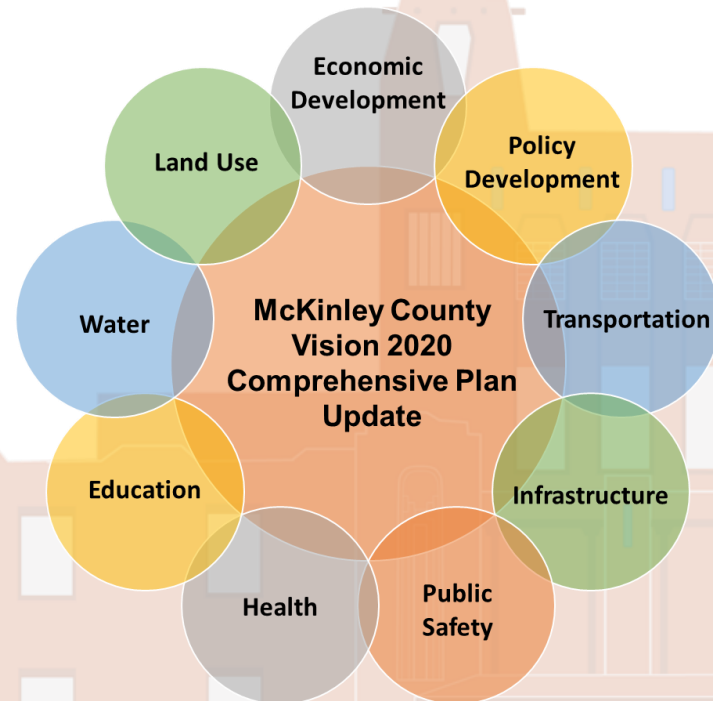 Economic
Development
Policy
Development
Land Use
Water
McKinley County
Vision 2020
Comprehensive Plan
Update
Transportation
Education
Infrastructure
Health
Public
Safety